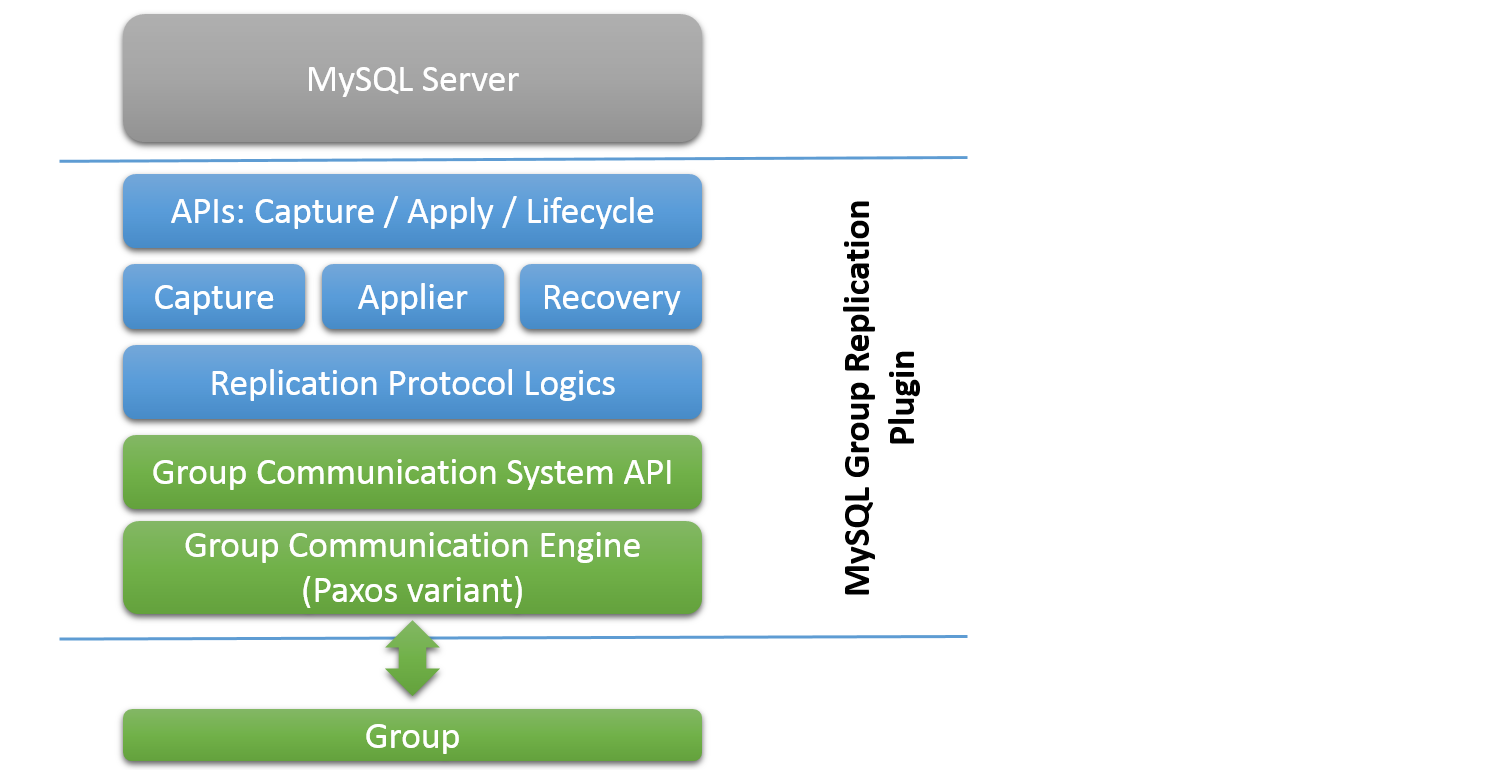 MySQL Server
APIs: Capture / Apply / Lifecycle
Capture
Applier
Recovery
Replication Protocol Logics
Group Communication System API
Group Communication Engine
(Paxos variant)
Group
MySQL Group Replication
Plugin